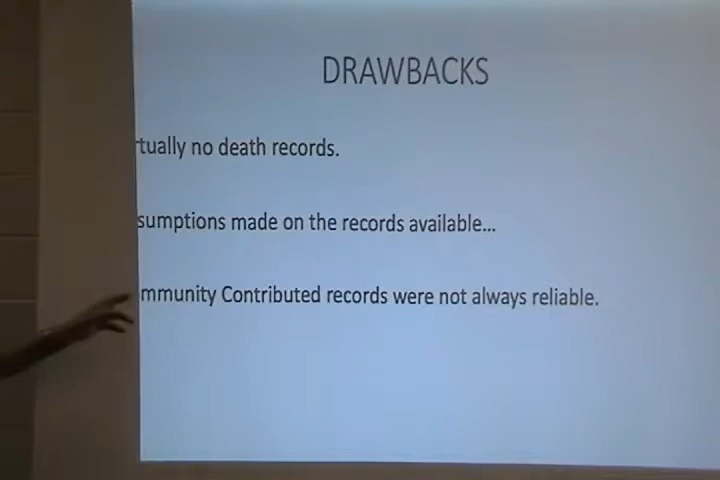 DRAWBACKS
tually no death records.
sumptions made on the records available...
mmunity Contributed records were not always reliable.